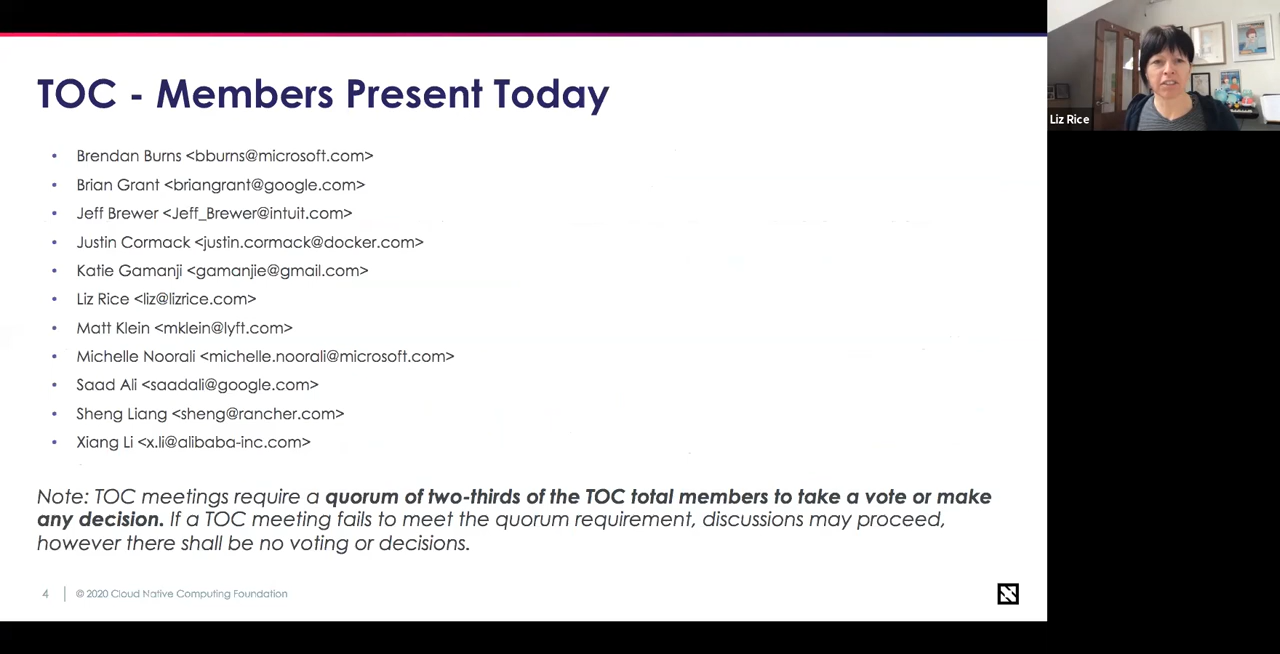 TOC - Members Present Today
• Brendan Burns <bburns@microsoft.com>
• Brian Grant <briangrant@google.com>
• Jeff Brewer <Jeff_Brewer@intuit.com>
• Justin Cormack <justin.cormack@docker.com>
• Katie Gamanji <gamanjie@gmail.com>
• Liz Rice <liz@lizrice.com>
• Matt Klein <mklein@lyft.com>
• Michelle Noorali <michelle.noorali@microsoft.com>
• Saad Ali <saadali@google.com>
• Sheng Liang <sheng@rancher.com>
• Xiang Li <x.li@alibaba-inc.com>
Note: TOC meetings require a quorum of two-thirds of the TOC total members to take a vote or make
any decision. If a TOC meeting fails to meet the quorum requirement, discussions may proceed,
however there shall be no voting or decisions.
4 | © 2020 Cloud Native Computing Foundation
Liz Rice